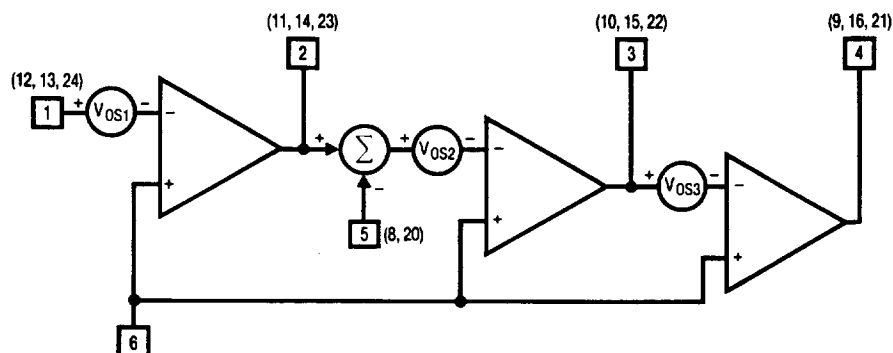 (11, 14, 23)
(10, 15, 22)
(9, 16, 21)
2
3
4
(12, 13, 24)
1
+
VOS1
−
−
+
+
Σ
−
+
VOS2
−
−
+
+
VOS3
−
−
+
5
(8, 20)
6